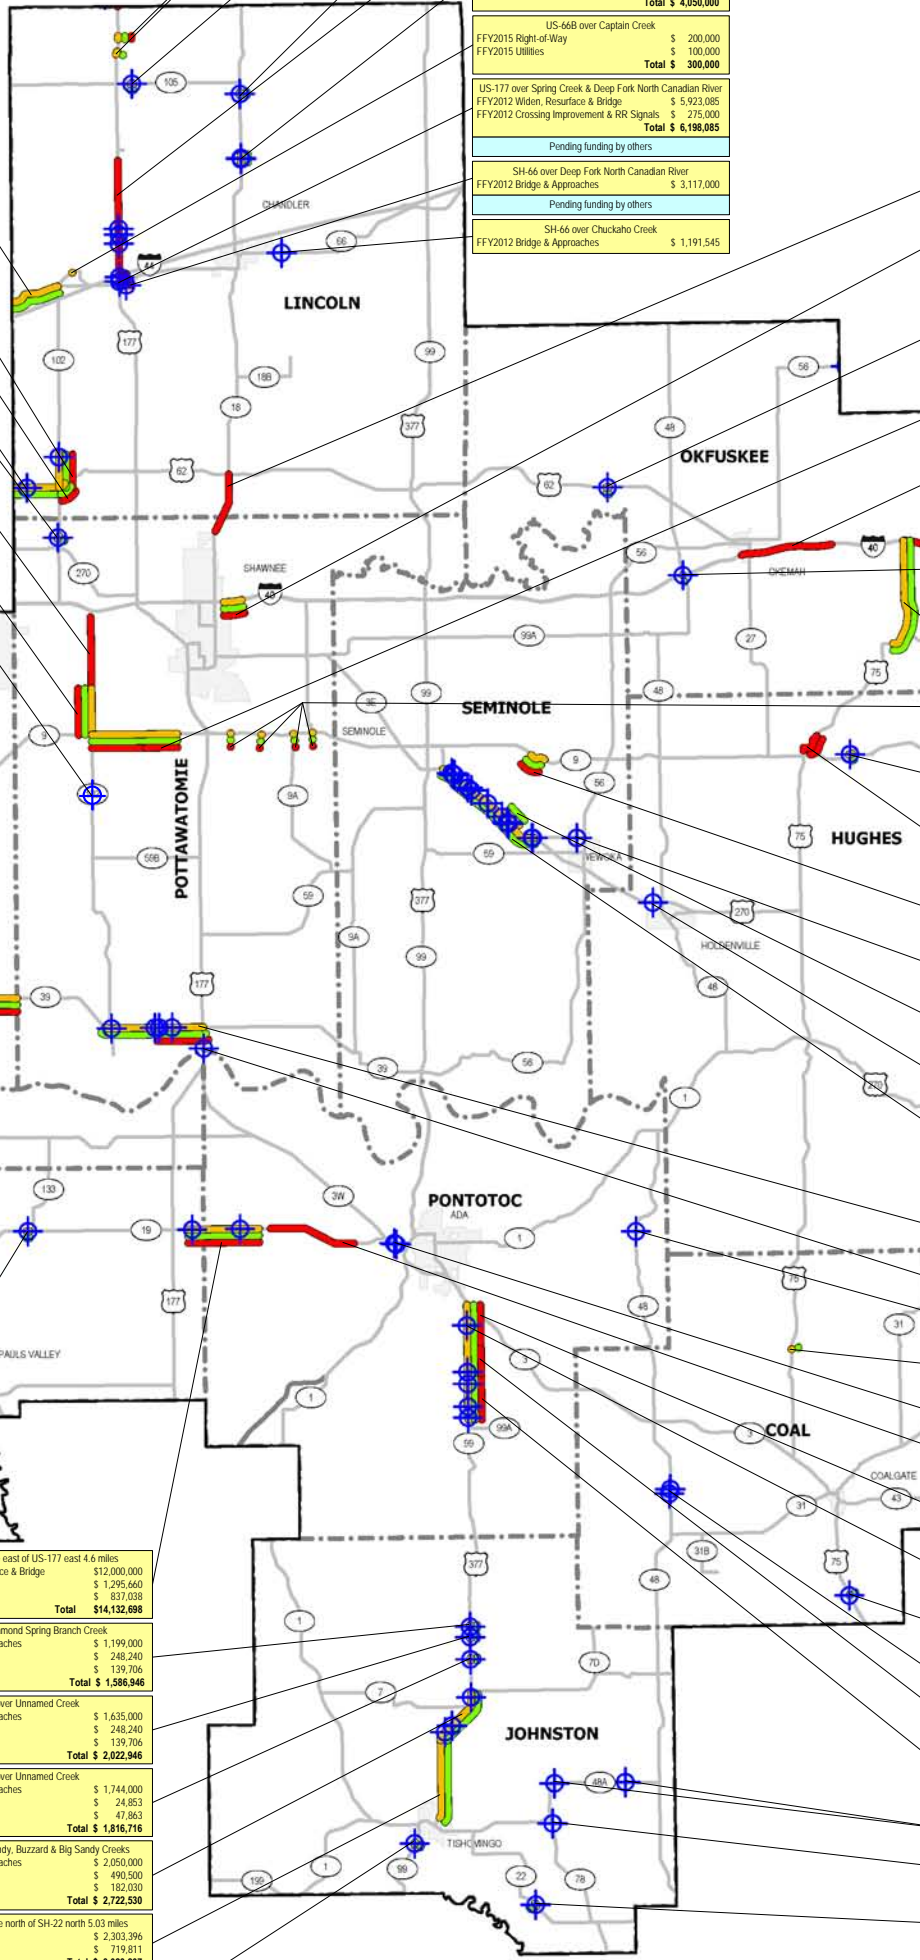 Total $ 4,050,000
US-66B over Captain Creek
FFY2015 Right-of-Way $ 200,000
FFY2015 Utilities $ 100,000
Total $ 300,000
US-177 over Spring Creek & Deep Fork North Canadian River
FFY2012 Widen, Resurface & Bridge $ 5,923,085
FFY2012 Crossing Improvement & RR Signals $ 275,000
Total $ 6,198,085
Pending funding by others
SH-66 over Deep Fork North Canadian River
FFY2012 Bridge & Approaches $ 3,117,000
Pending funding by others
SH-66 over Chuckaho Creek
FFY2012 Bridge & Approaches $ 1,191,545
105
CHANDLER
66
44
LINCOLN
177
102
99
18B
18
377
56
48
OKFUSKEE
62
62
56
40
OKEMAH
270
SHAWNEE
40
99A
27
75
3E
99
48
SEMINOLE
9
SEMINOLE
9
56
9A
POTTAWATOMIE
59B
59
75
HUGHES
WEWOKA
59
377
270
9A
HOLDENVILLE
99
177
48
39
39
56
270
1
133
3W
PONTOTOC
ADA
19
1
75
177
48
31
PAULS VALLEY
3
1
99A
3
COAL
99
COALGATE
31
43
31B
377
75
48
east of US-177 east 4.6 miles
ce & Bridge $12,000,000
$ 1,295,660
$ 837,038
Total $14,132,698
mond Spring Branch Creek
aches $ 1,199,000
$ 248,240
$ 139,706
Total $ 1,586,946
over Unnamed Creek
aches $ 1,635,000
$ 248,240
$ 139,706
Total $ 2,022,946
over Unnamed Creek
aches $ 1,744,000
$ 24,853
$ 47,863
Total $ 1,816,716
ndy, Buzzard & Big Sandy Creeks
aches $ 2,050,000
$ 490,500
$ 182,030
Total $ 2,722,530
e north of SH-22 north 5.03 miles
$ 2,303,396
$ 719,811
1
7D
7
JOHNSTON
48A
TISHOMINGO
1
99
199
22
78